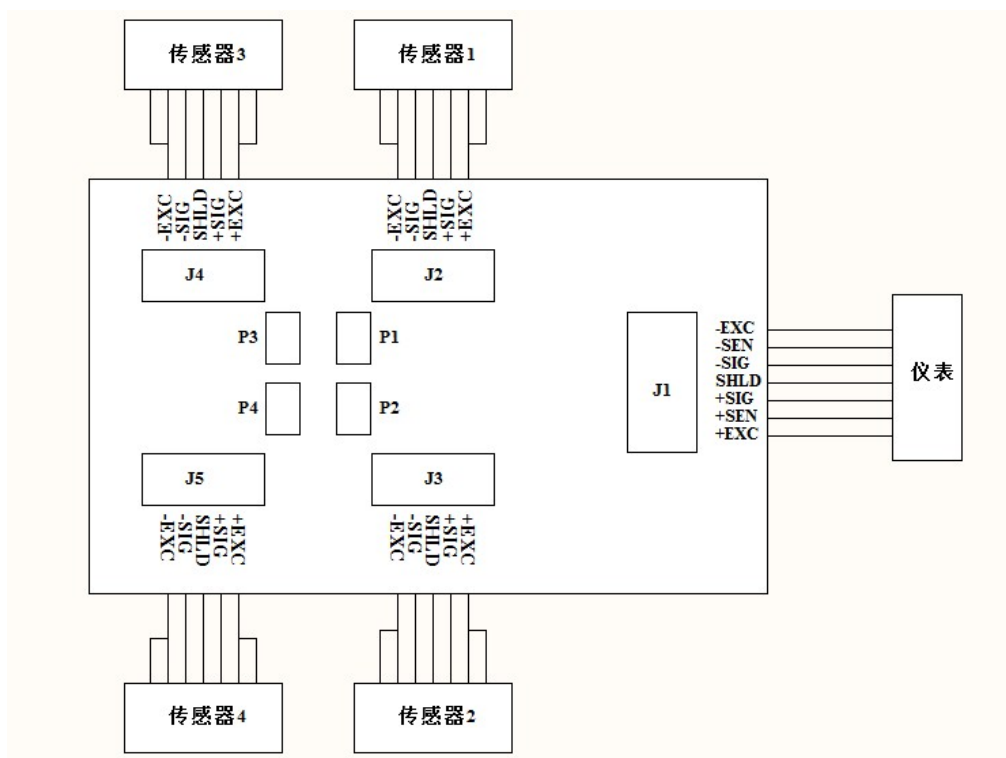 传感器3
传感器1
-EXC
-SIG
SHLD
+SIG
+EXC
-EXC
-SIG
SHLD
+SIG
+EXC
J4
J2
P3
P1
P4
P2
J1
-EXC
-SEN
-SIG
SHLD
+SIG
+SEN
+EXC
仪表
J5
J3
-EXC
-SIG
SHLD
+SIG
+EXC
-EXC
-SIG
SHLD
+SIG
+EXC
传感器4
传感器2